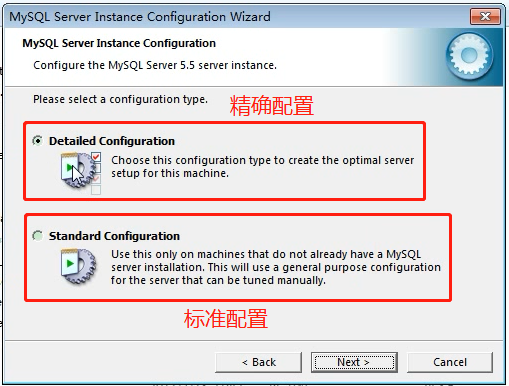 MySQL Server Instance Configuration Wizard
MySQL Server Instance Configuration
Configure the MySQL Server 5.5 server instance.
Please select a configuration type.
精确配置
Detailed Configuration
Choose this configuration type to create the optimal server
setup for this machine.
Standard Configuration
Use this only on machines that do not already have a MySQL
server installation. This will use a general purpose configuration
for the server that can be tuned manually.
标准配置
< Back
Next >
Cancel